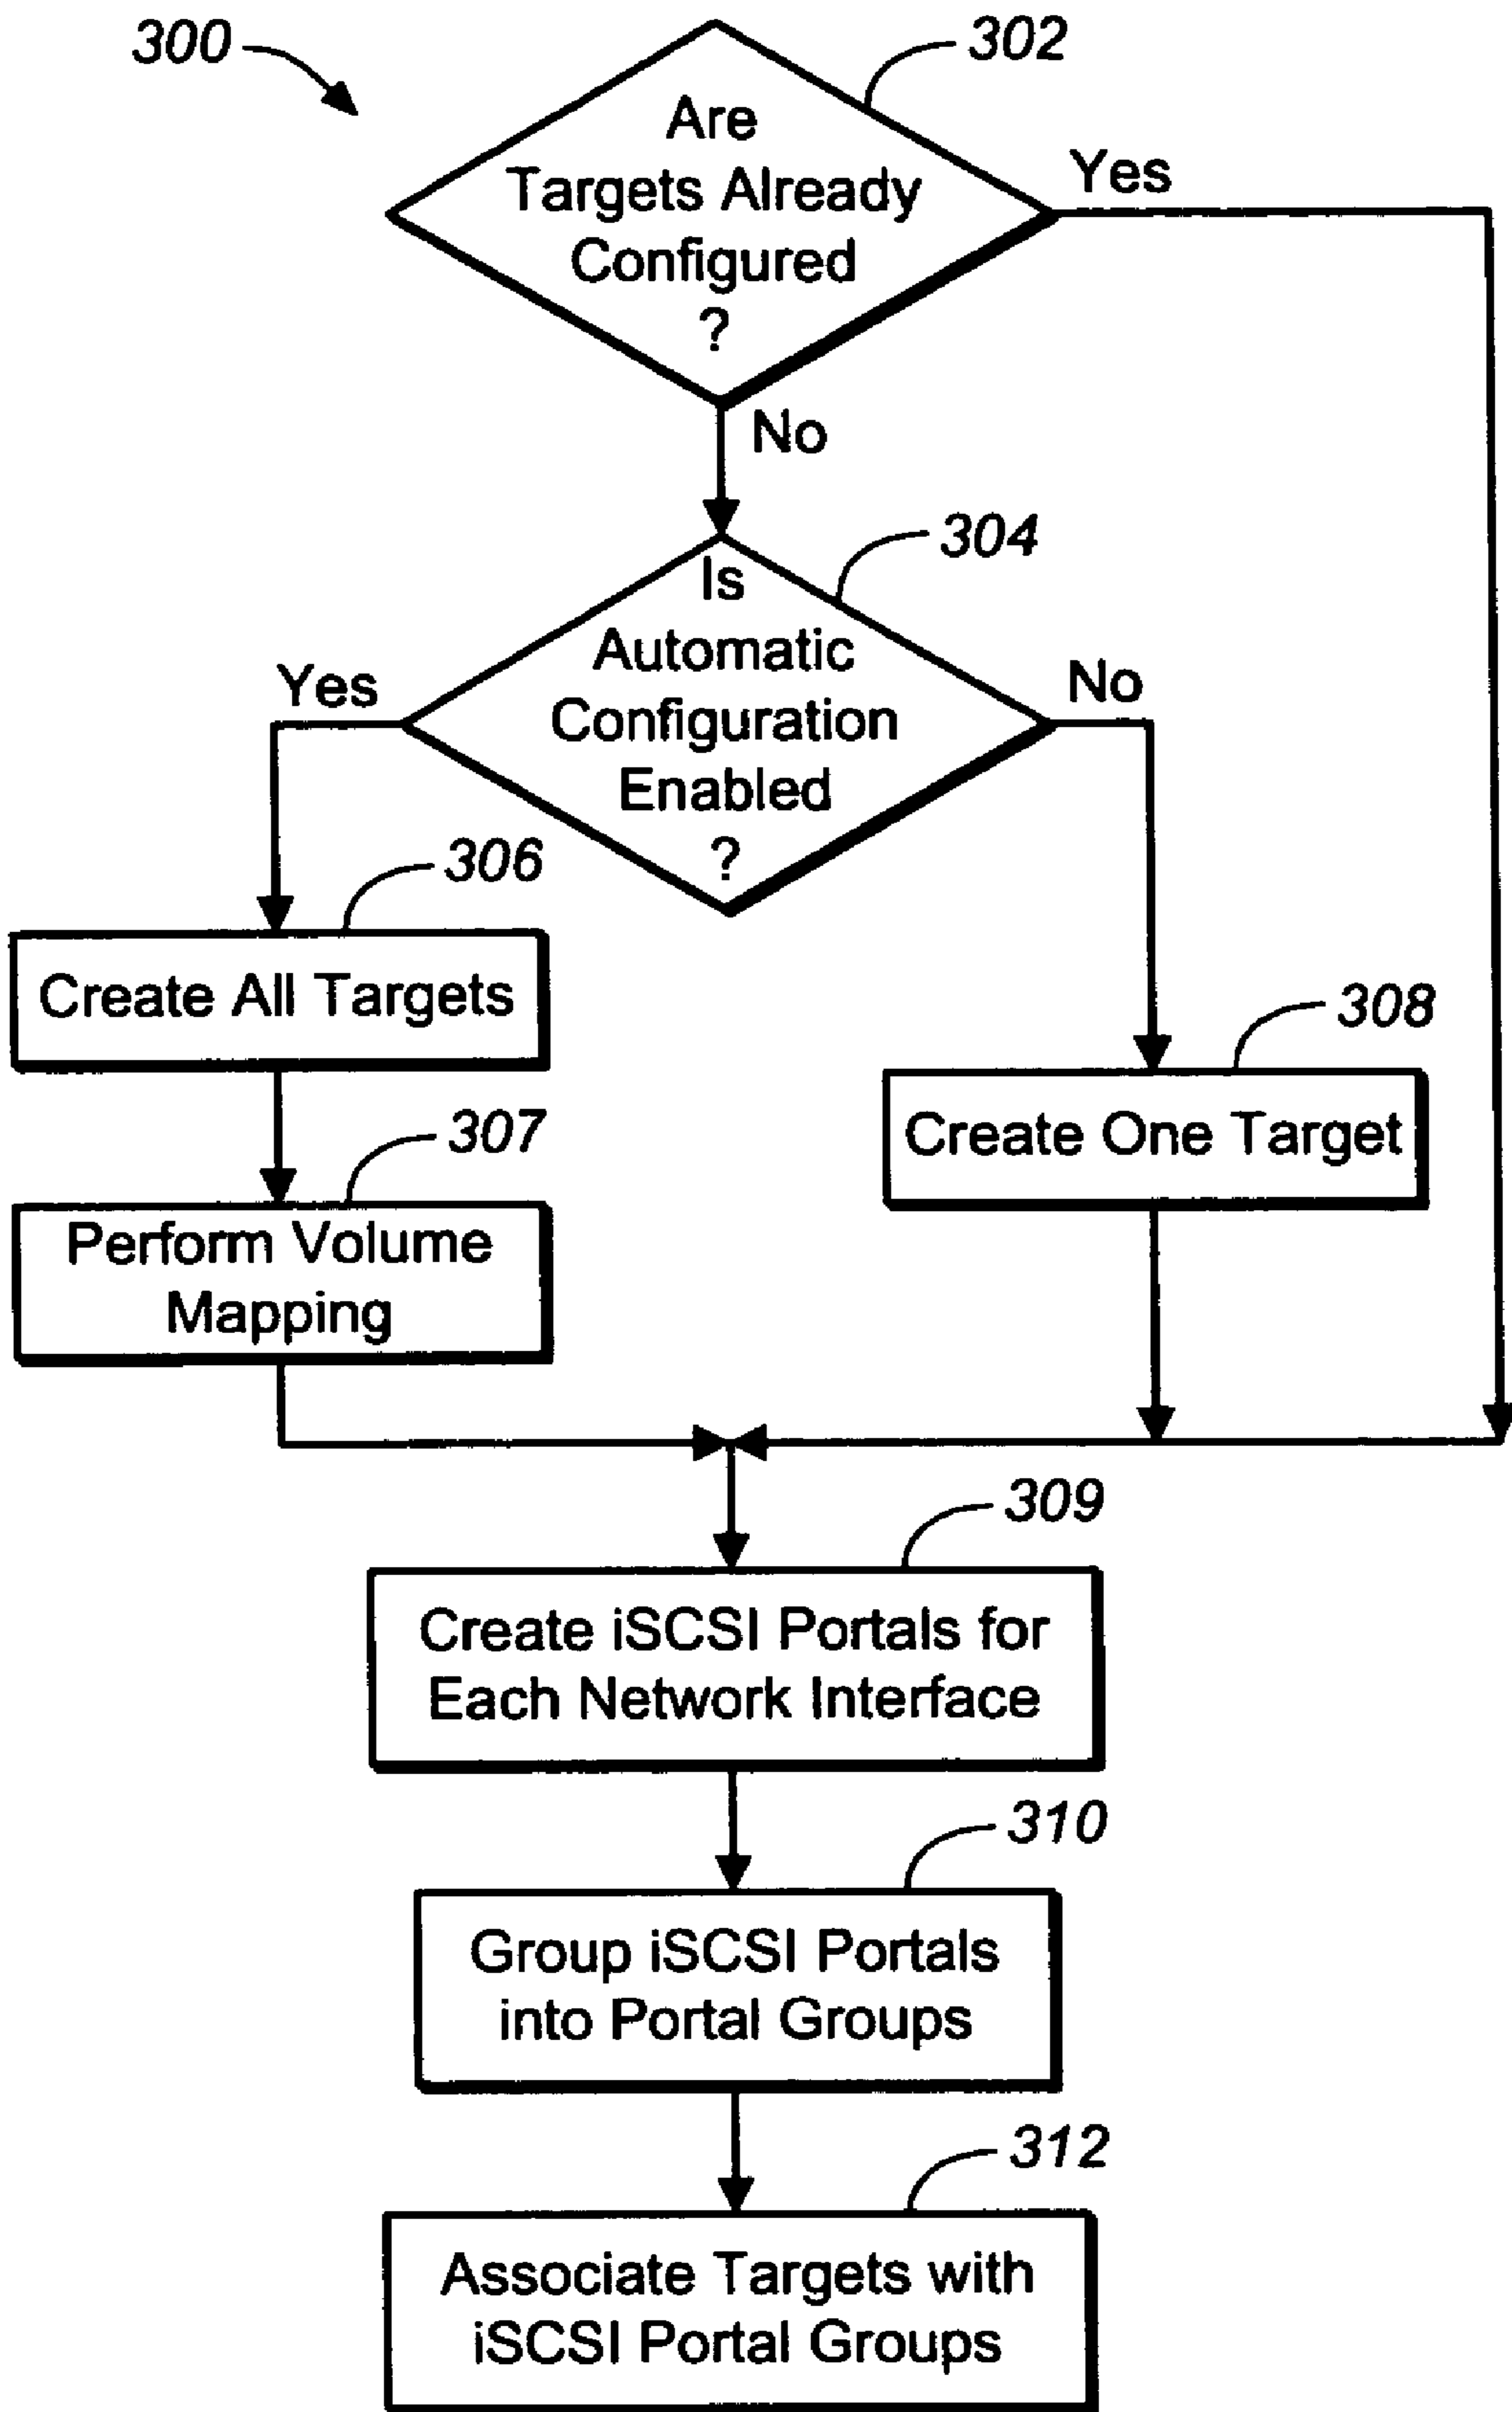 300
302
Are
Targets Already
Configured
?
Yes
No
304
Is
Automatic
Configuration
Enabled
?
Yes
No
306
Create All Targets
308
Create One Target
307
Perform Volume
Mapping
309
Create iSCSI Portals for
Each Network Interface
310
Group iSCSI Portals
into Portal Groups
312
Associate Targets with
iSCSI Portal Groups